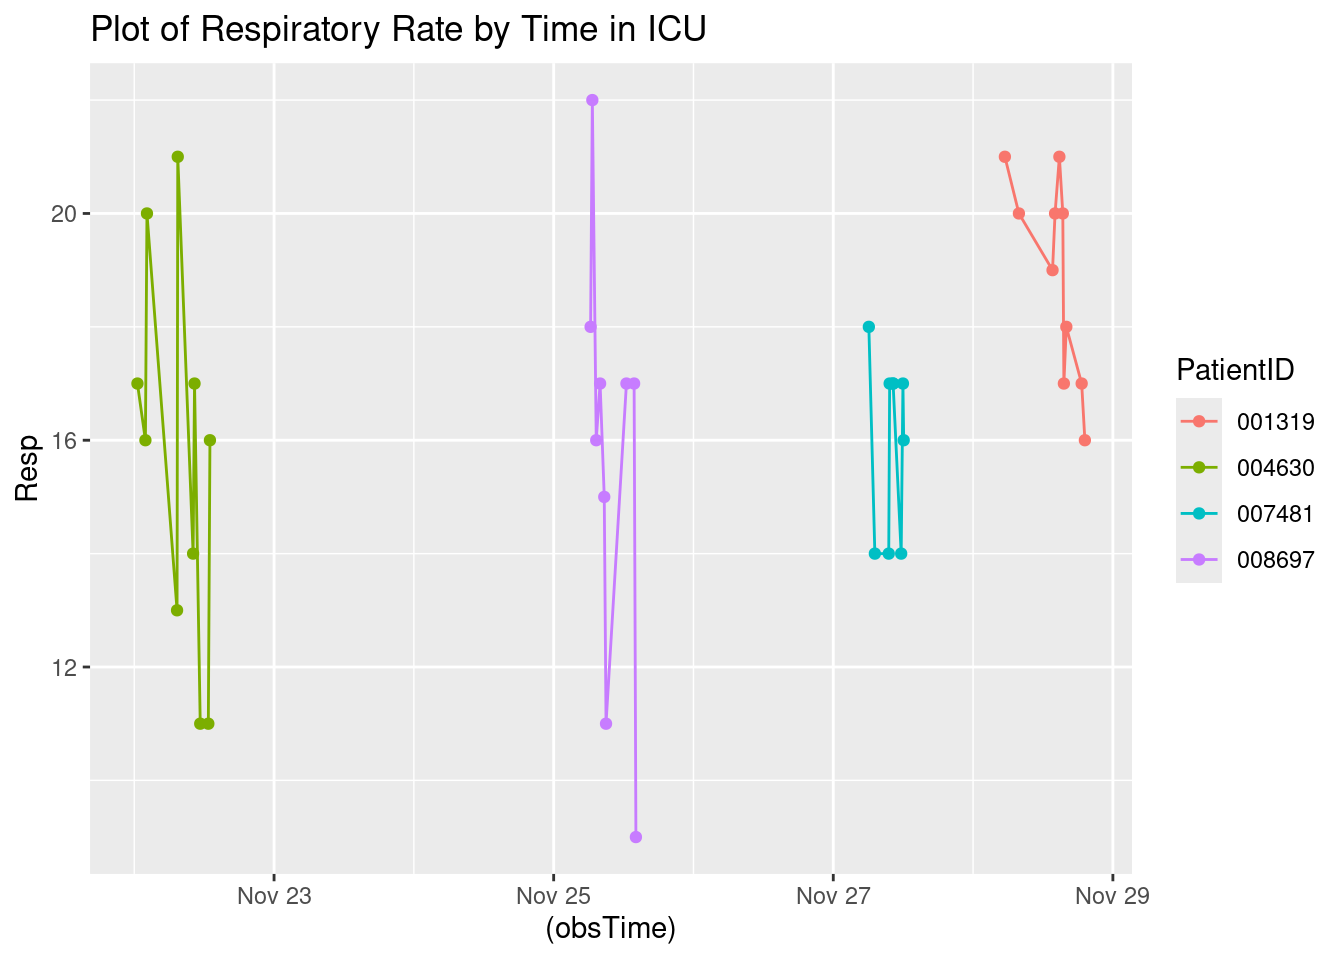 Plot of Respiratory Rate by Time in ICU
Resp
20
16
12
Nov 23
Nov 25
Nov 27
Nov 29
(obsTime)
PatientID
001319
004630
007481
008697